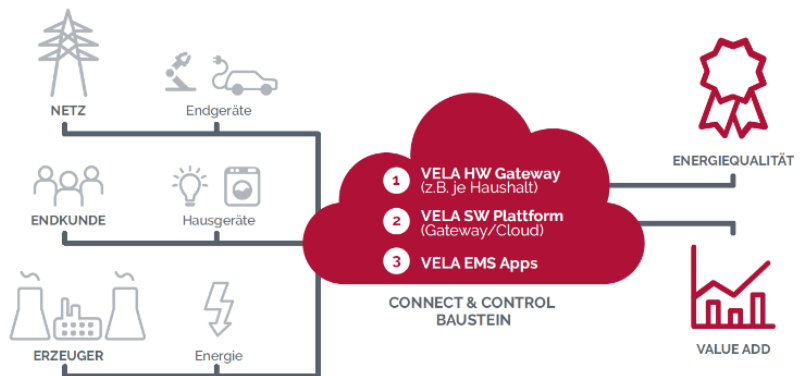 NETZ
Endgeräte
ENDKUNDE
Hausgeräte
ERZEUGER
Energie
1 VELA HW Gateway
(z.B. je Haushalt)
2 VELA SW Plattform
(Gateway/Cloud)
3 VELA EMS Apps
CONNECT & CONTROL
BAUSTEIN
ENERGIEQUALITÄT
VALUE ADD